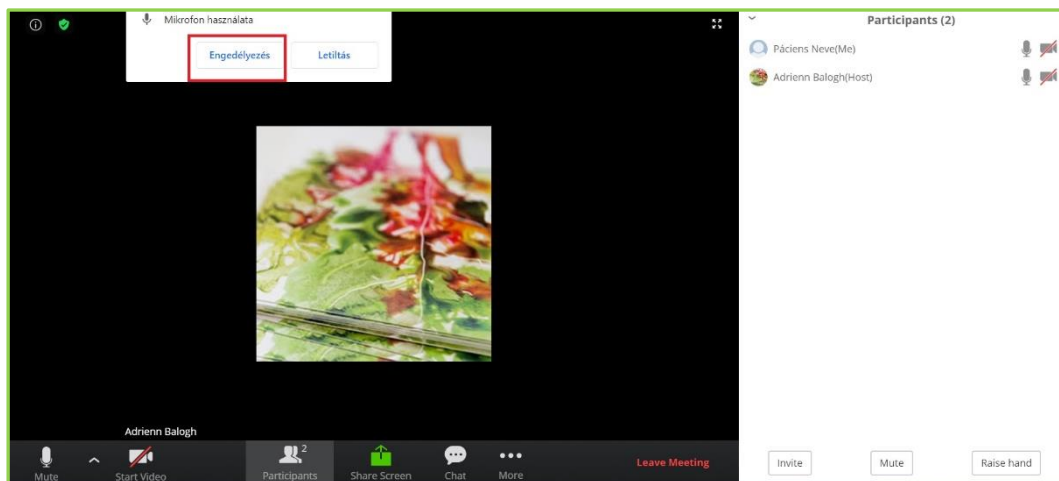 Mikrofon használata
Engedélyezés Letiltás
Adrienn Balogh
Mute Start Video Participants 2 Share Screen Chat More Leave Meeting
Participants (2)
Páciens Neve(Me)
Adrienn Balogh(Host)
Invite Mute Raise hand